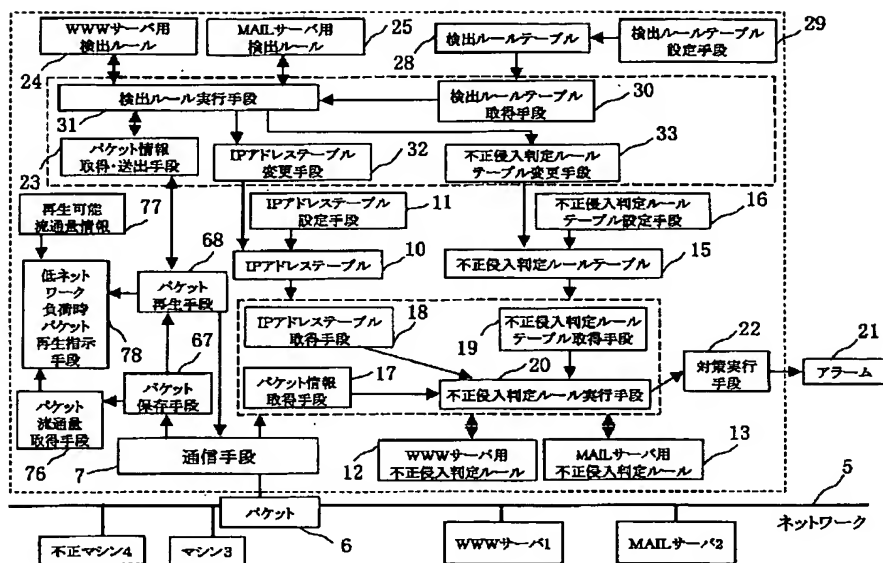 WWWサーバ用
検出ルール
24
MAILサーバ用
検出ルール
25
検出ルールテーブル
28
検出ルールテーブル
設定手段
29
検出ルール実行手段
31
検出ルールテーブル
取得手段
30
パケット情報
取得・送出手段
23
IPアドレステーブル
変更手段
32
不正侵入判定ルール
テーブル変更手段
33
再生可能
流通量情報
77
IPアドレステーブル
設定手段
11
不正侵入判定ルール
テーブル設定手段
16
68
IPアドレステーブル
10
不正侵入判定ルールテーブル
15
低ネット
ワーク
負荷時
パケット
再生指示
手段
78
パケット
再生手段
IPアドレステーブル
取得手段
18
19
不正侵入判定ルール
テーブル取得手段
22
21
67
17
20
対策実行
手段
アラーム
パケット
保存手段
パケット情報
取得手段
不正侵入判定ルール実行手段
パケット
流通量
取得手段
76
通信手段
7
12
WWWサーバ用
不正侵入判定ルール
MAILサーバ用
不正侵入判定ルール
13
5
パケット
6
ネットワーク
不正マシン4
マシン3
WWWサーバ1
MAILサーバ2